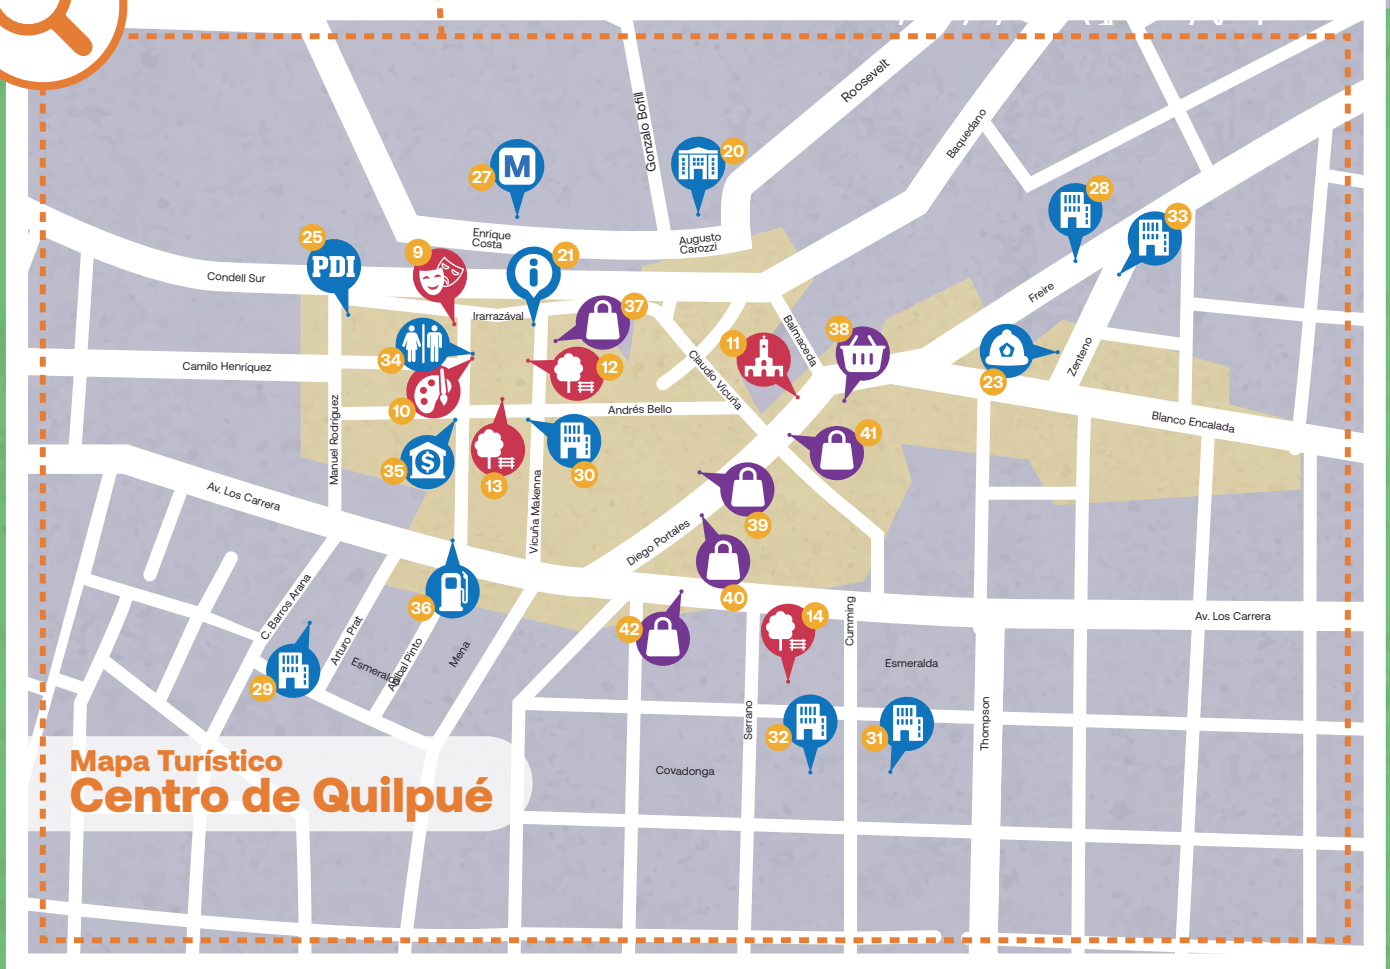 Roosevelt
Gonzalo Bofill
Baquedano
20
M
27
28
33
25
Enrique
Costa
Augusto
Carozzi
9
21
PDI
Condell Sur
i
Freire
37
Irarrazával
Balmaceda
38
11
34
12
Claudio Vicuña
Zenteno
Camilo Henríquez
23
10
Andrés Bello
Manuel Rodríguez
Blanco Encalada
41
$
35
30
13
Av. Los Carrera
Vicuña Makenna
39
Diego Portales
40
36
C. Barros Arana
14
Cumming
Av. Los Carrera
42
Arturo Prat
Anibal Pinto
Mena
Esmeralda
Esmeralda
29
Serrano
Thompson
32
31
Mapa Turístico
Centro de Quilpué
Covadonga